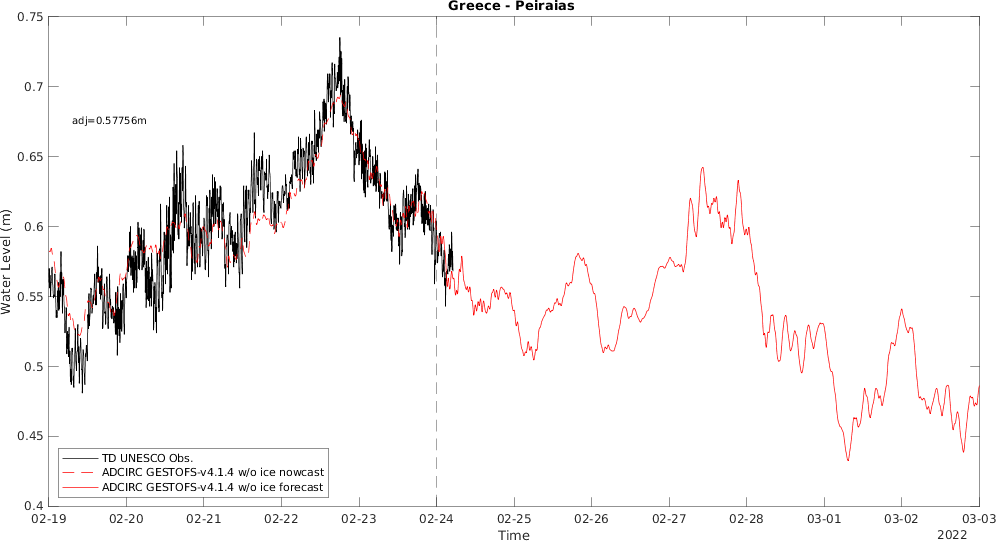 Greece - Peiraias
0.75
0.7
0.65
0.6
0.55
0.5
0.45
0.4
Water Level (m)
adj=0.57756m
TD UNESCO Obs.
ADCIRC GESTOFS-v4.1.4 w/o ice nowcast
ADCIRC GESTOFS-v4.1.4 w/o ice forecast
02-19 02-20 02-21 02-22 02-23 02-24 02-25 02-26 02-27 02-28 03-01 03-02 03-03
Time
2022